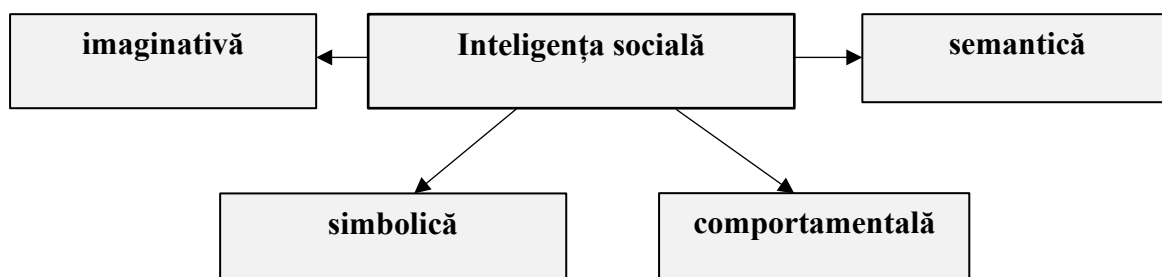 imaginativă
Inteligența socială
semantică
simbolică
comportamentală